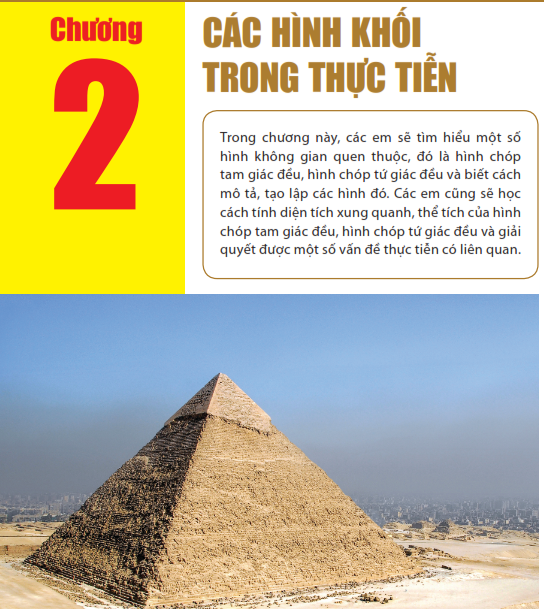 Chương
2
CÁC HÌNH KHỐI
TRONG THỰC TIỄN
Trong chương này, các em sẽ tìm hiểu một số
hình không gian quen thuộc, đó là hình chóp
tam giác đều, hình chóp tứ giác đều và biết cách
mô tả, tạo lập các hình đó. Các em cũng sẽ học
cách tính diện tích xung quanh, thể tích của hình
chóp tam giác đều, hình chóp tứ giác đều và giải
quyết được một số vấn đề thực tiễn có liên quan.